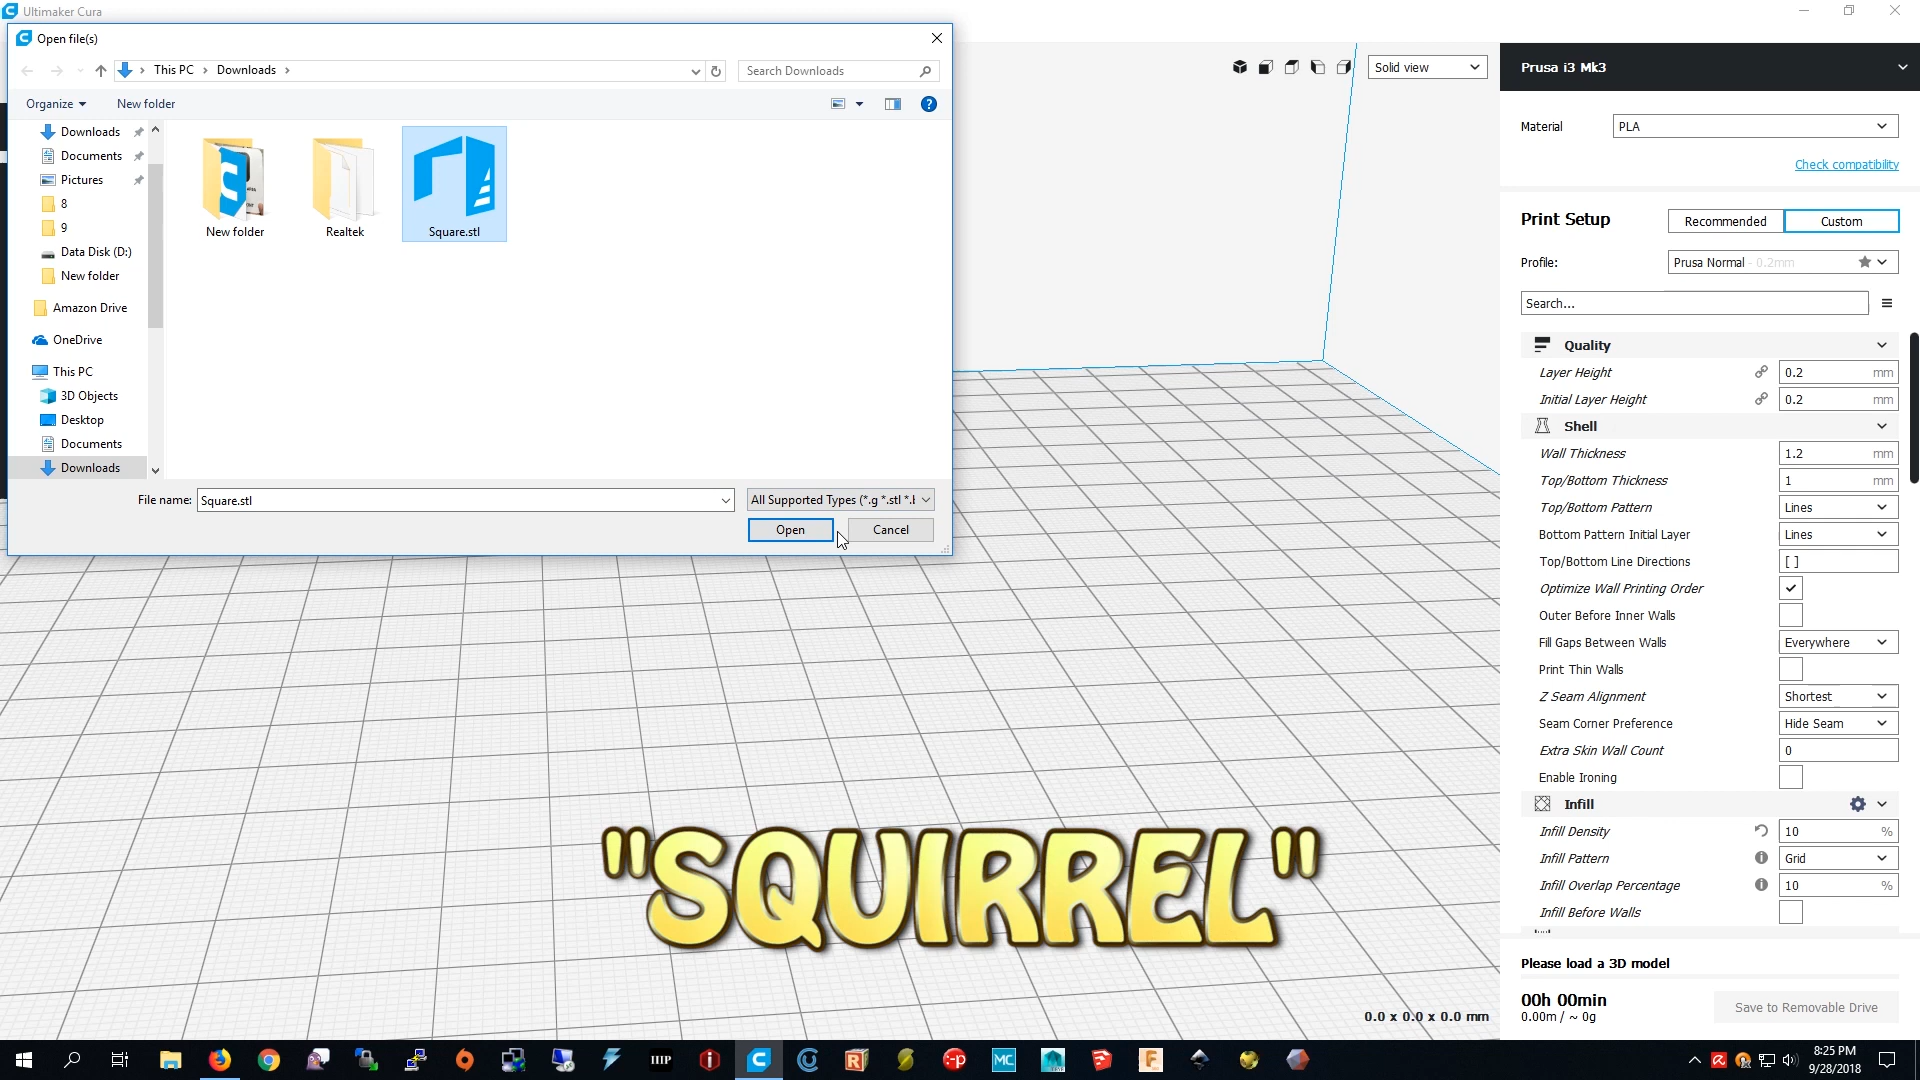 Ultimaker Cura
Open file(s)
This PC > Downloads >
Search Downloads
Organize
New folder
Downloads
Documents
Pictures
8
9
Data Disk (D:)
New folder
Amazon Drive
OneDrive
This PC
3D Objects
Desktop
Documents
Downloads
New folder
Realtek
Square.stl
File name: Square.stl
All Supported Types (*.g *.stl *.
Open
Cancel
Solid view
Prusa i3 Mk3
Material PLA
Check compatibility
Print Setup Recommended Custom
Profile: Prusa Normal - 0.2mm
Search...
Quality
Layer Height 0.2 mm
Initial Layer Height 0.2 mm
Shell
Wall Thickness 1.2 mm
Top/Bottom Thickness 1 mm
Top/Bottom Pattern Lines
Bottom Pattern Initial Layer Lines
Top/Bottom Line Directions [ ]
Optimize Wall Printing Order
Outer Before Inner Walls
Fill Gaps Between Walls Everywhere
Print Thin Walls
Z Seam Alignment Shortest
Seam Corner Preference Hide Seam
Extra Skin Wall Count 0
Enable Ironing
Infill
Infill Density 10 %
Infill Pattern Grid
Infill Overlap Percentage 10 %
Infill Before Walls
"SQUIRREL"
Please load a 3D model
00h 00min
0.00m / ~ 0g
Save to Removable Drive
0.0 x 0.0 x 0.0 mm
IIIP
MC
8:25 PM
9/28/2018